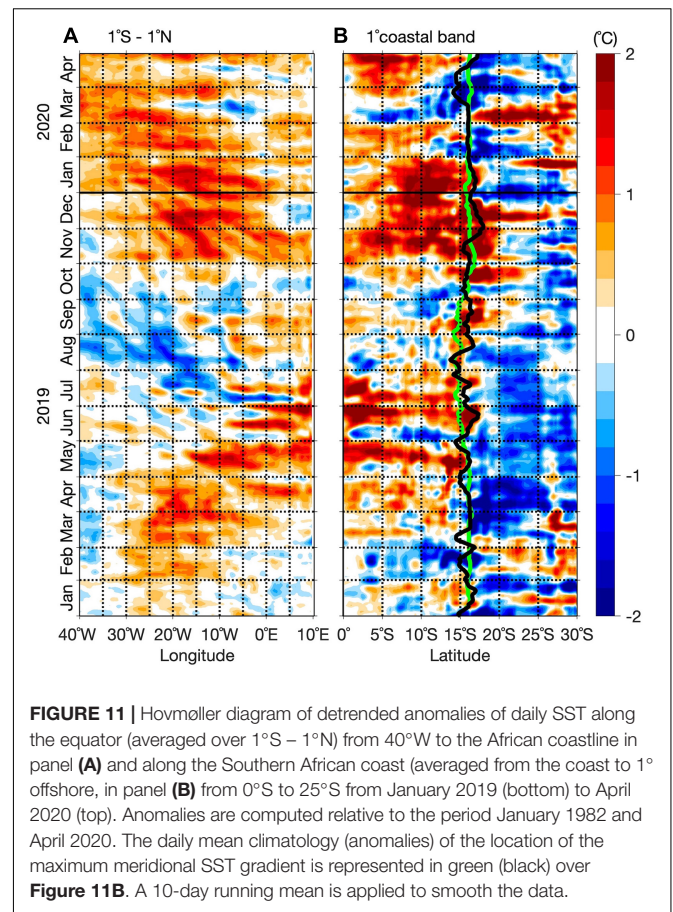 A 1°S - 1°N
B 1°coastal band
(°C)
2020
2019
Apr
Mar
Feb
Jan
Dec
Nov
Oct
Sep
Aug
Jul
Jun
May
Apr
Mar
Feb
Jan
2
1
0
-1
-2
40°W 30°W 20°W 10°W 0°E 10°E
Longitude
0° 5°S 10°S 15°S 20°S 25°S 30°S
Latitude
FIGURE 11 | Hovmøller diagram of detrended anomalies of daily SST along
the equator (averaged over 1°S – 1°N) from 40°W to the African coastline in
panel (A) and along the Southern African coast (averaged from the coast to 1°
offshore, in panel (B) from 0°S to 25°S from January 2019 (bottom) to April
2020 (top). Anomalies are computed relative to the period January 1982 and
April 2020. The daily mean climatology (anomalies) of the location of the
maximum meridional SST gradient is represented in green (black) over
Figure 11B. A 10-day running mean is applied to smooth the data.